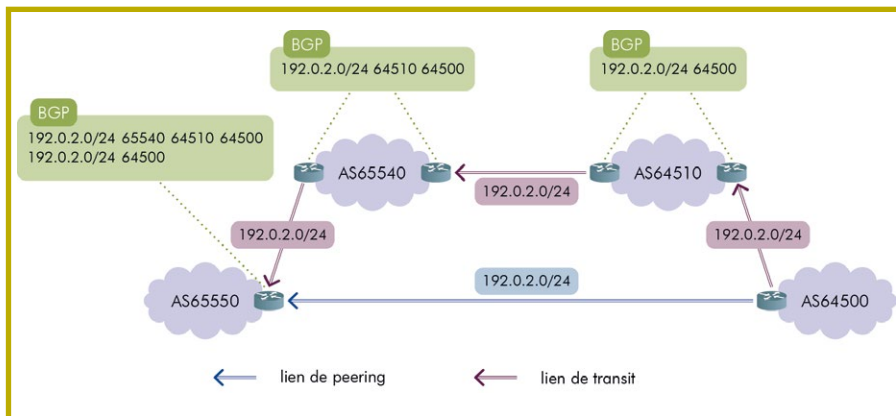 BGP
192.0.2.0/24 64510 64500
BGP
192.0.2.0/24 64500
BGP
192.0.2.0/24 65540 64510 64500
192.0.2.0/24 64500
AS65540
AS64510
192.0.2.0/24
192.0.2.0/24
192.0.2.0/24
AS65550
192.0.2.0/24
AS64500
lien de peering
lien de transit